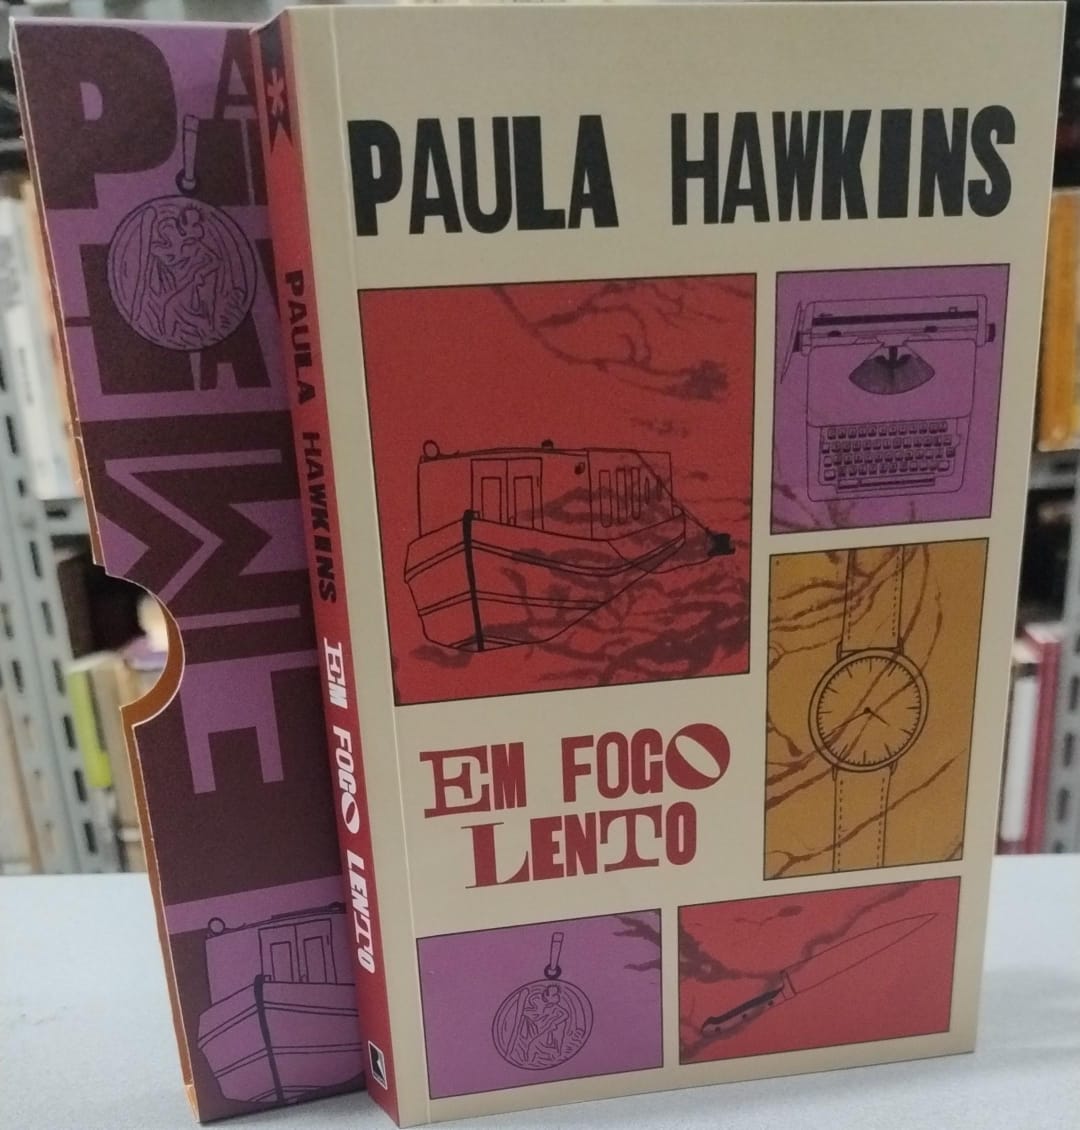 PAULA HAWKINS
EM FOGO
LENTO
PAULA HAWKINS EM FOGO LENTO